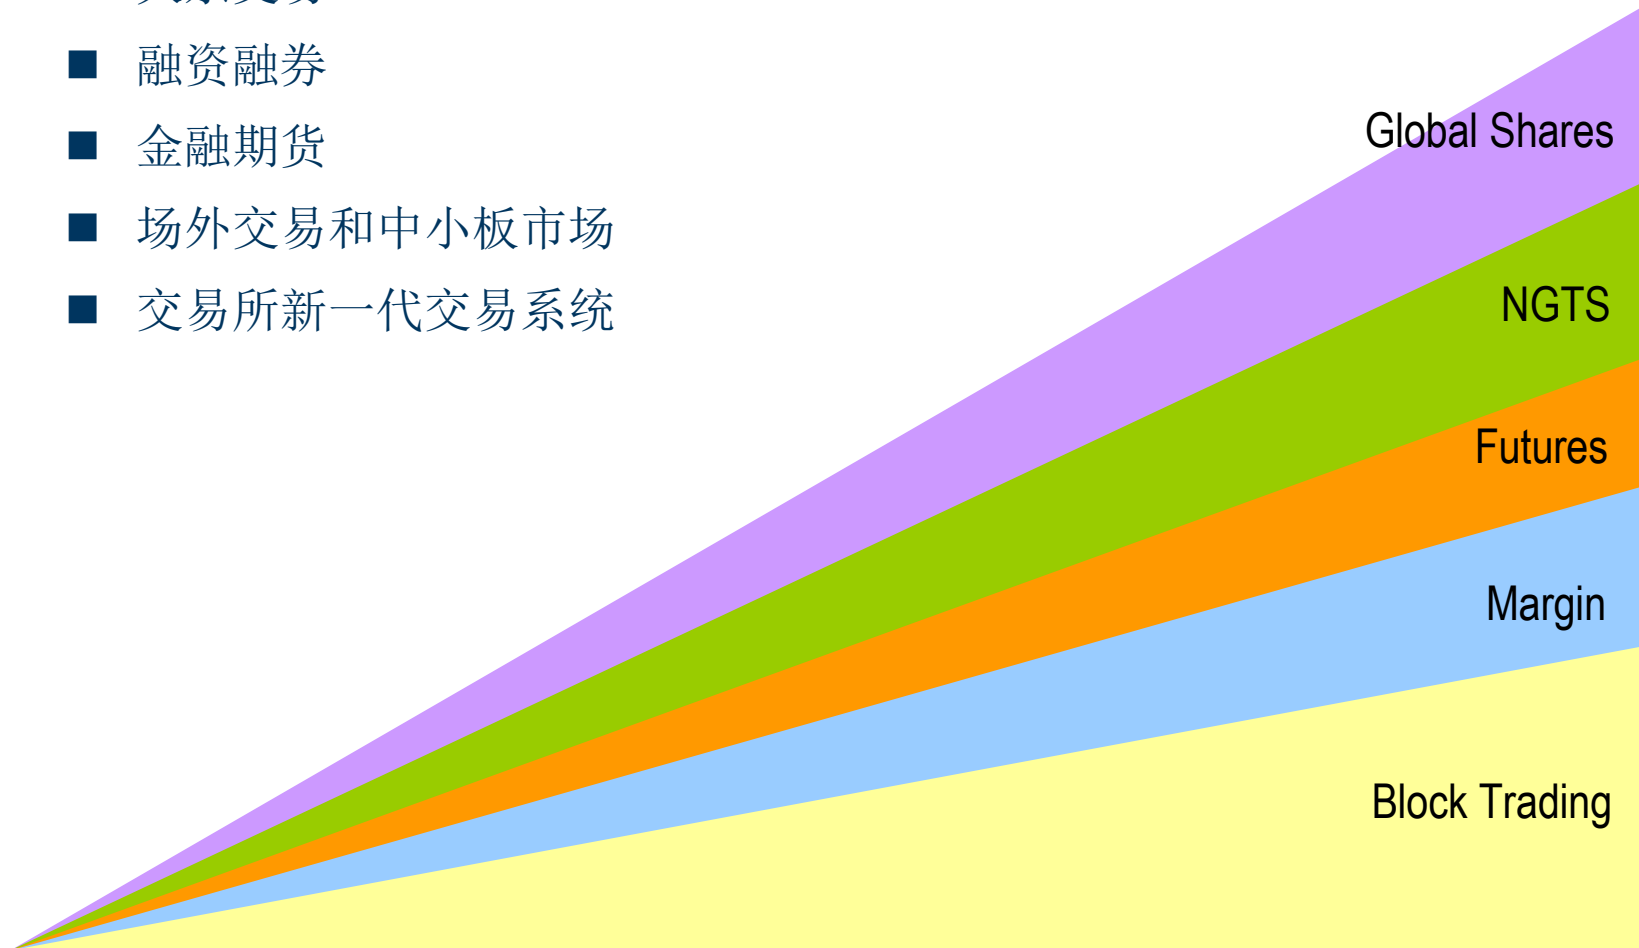 ■ 融资融券
■ 金融期货
■ 场外交易和中小板市场
■ 交易所新一代交易系统
Global Shares
NGTS
Futures
Margin
Block Trading